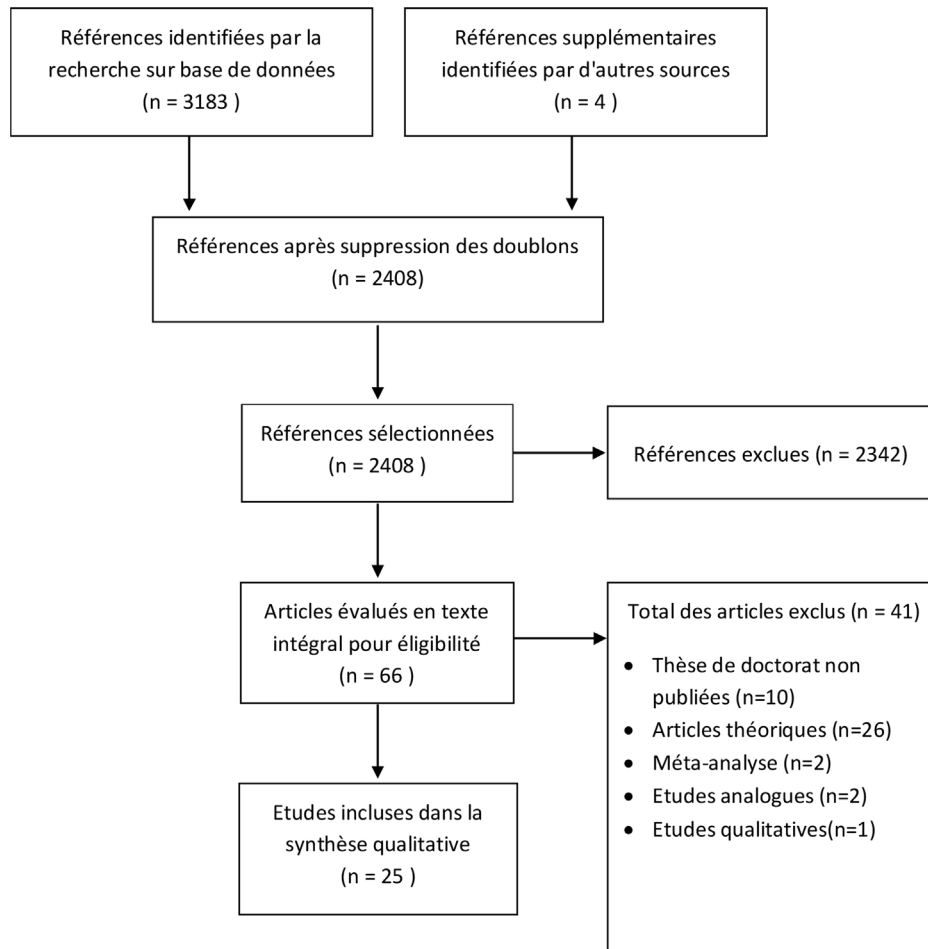 Références identifiées par la
recherche sur base de données
(n = 3183 )
Références supplémentaires
identifiées par d'autres sources
(n = 4 )
Références après suppression des doublons
(n = 2408)
Références sélectionnées
(n = 2408 )
Références exclues (n = 2342)
Articles évalués en texte
intégral pour éligibilité
(n = 66 )
Total des articles exclus (n = 41)
• Thèse de doctorat non
publiées (n=10)
• Articles théoriques (n=26)
• Méta-analyse (n=2)
• Etudes analogues (n=2)
• Etudes qualitatives(n=1)
Etudes incluses dans la
synthèse qualitative
(n = 25 )